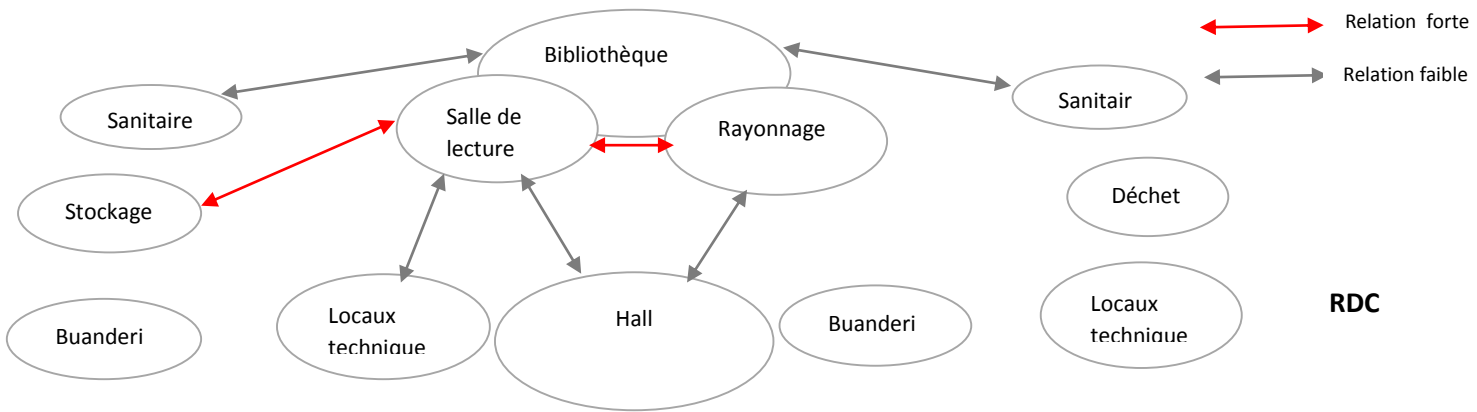 Relation forte
Bibliothèque
Relation faible
Sanitaire
Salle de
lecture
Rayonnage
Sanitair
Stockage
Déchet
Buanderi
Locaux
technique
Hall
Buanderi
Locaux
technique
RDC